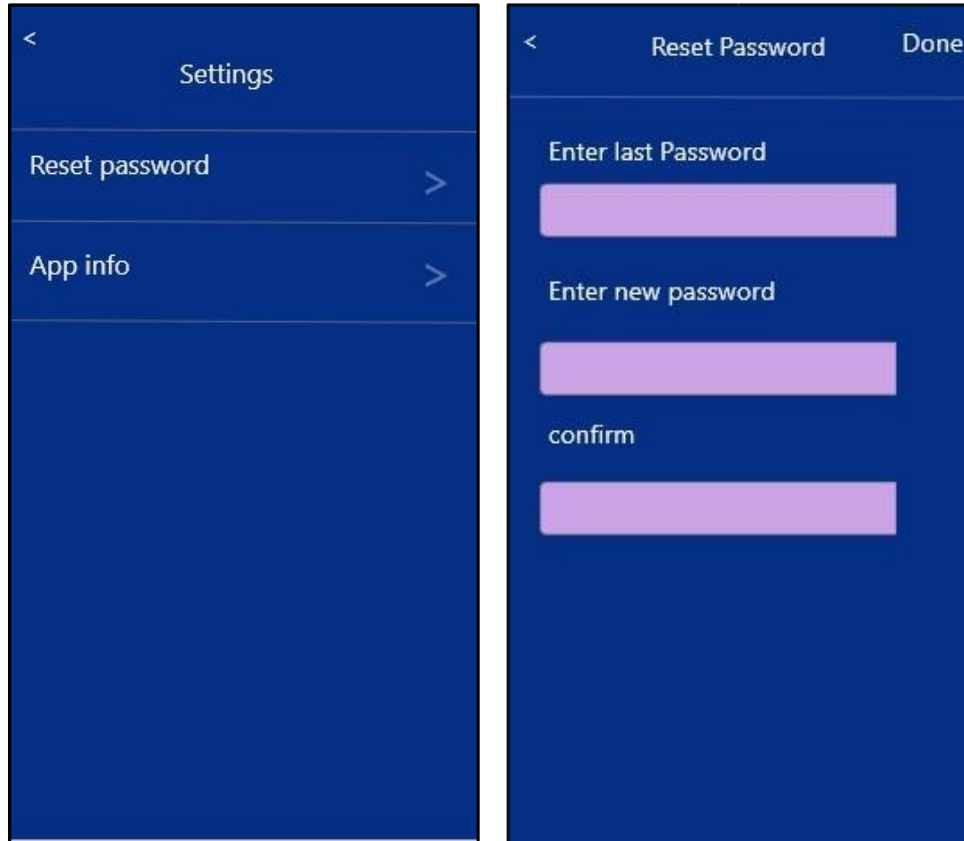 <
Settings
Reset password
>
App info
>
< Reset Password Done
Enter last Password
Enter new password
confirm